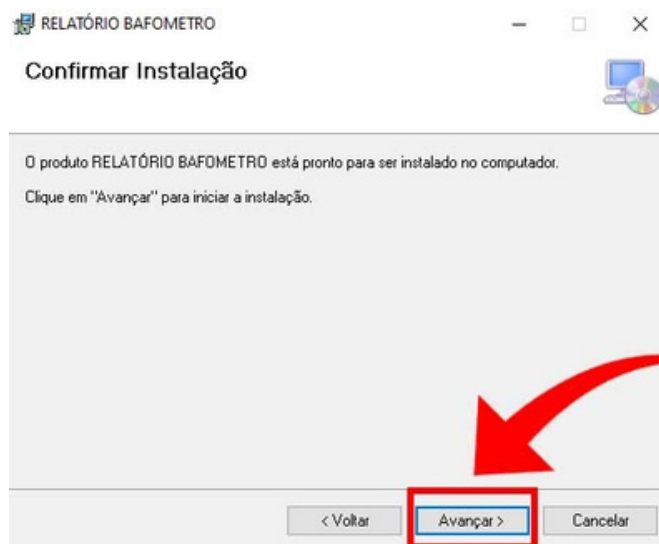 RELATÓRIO BAFOMETRO
Confirmar Instalação
O produto RELATÓRIO BAFOMETRO está pronto para ser instalado no computador.
Clique em "Avançar" para iniciar a instalação.
< Voltar
Avançar >
Cancelar